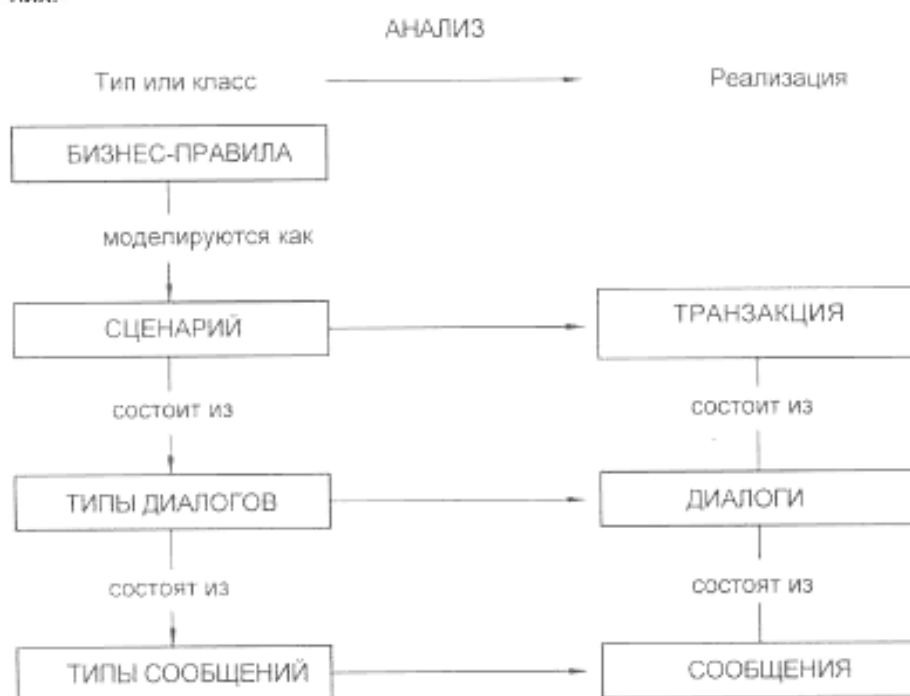 АНАЛИЗ
Тип или класс
Реализация
БИЗНЕС-ПРАВИЛА
моделируются как
СЦЕНАРИЙ
ТРАНЗАКЦИЯ
состоит из
состоит из
ТИПЫ ДИАЛОГОВ
ДИАЛОГИ
состоят из
состоят из
ТИПЫ СООБЩЕНИЙ
СООБЩЕНИЯ